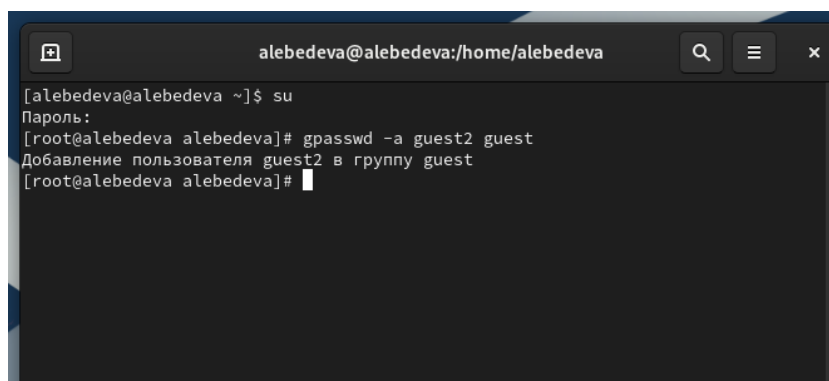 alebedeva@alebedeva:/home/alebedeva
[alebedeva@alebedeva ~]$ su
Пароль:
[root@alebedeva alebedeva]# gpasswd -a guest2 guest
Добавление пользователя guest2 в группу guest
[root@alebedeva alebedeva]#